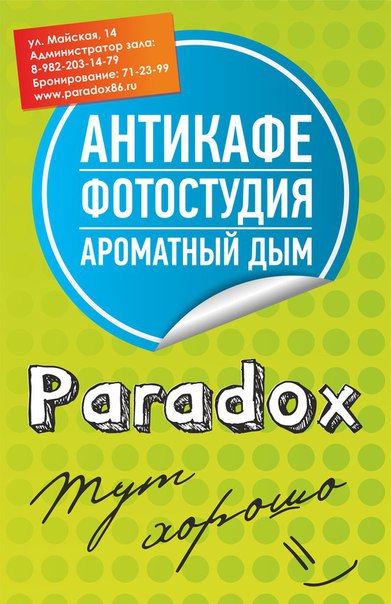 ул. Майская, 14
Администратор зала:
8-982-203-14-79
Бронирование: 71-23-99
www.paradox86.ru
АНТИКАФЕ
ФОТОСТУДИЯ
АРОМАТНЫЙ ДЫМ
Paradox
тут
хорошо
=)